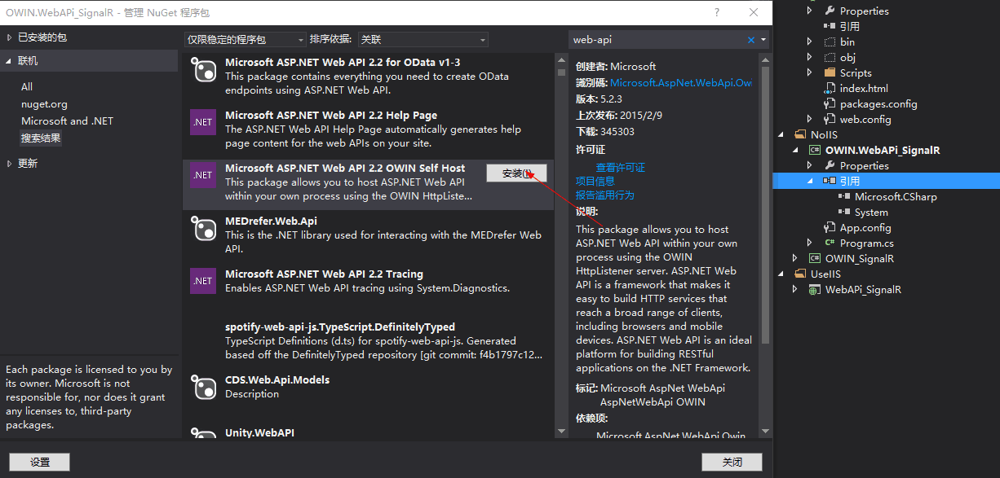 OWIN.WebAPi_SignalR - 管理 NuGet 程序包
?
已安装的包
联机
All
nuget.org
Microsoft and .NET
搜索结果
更新
Each package is licensed to you by
its owner. Microsoft is not
responsible for, nor does it grant
any licenses to, third-party
packages.
设置
仅限稳定的程序包
排序依据: 关联
Microsoft ASP.NET Web API 2.2 for OData v1-3
This package contains everything you need to create OData
endpoints using ASP.NET Web API.
.NET
Microsoft ASP.NET Web API 2.2 Help Page
The ASP.NET Web API Help Page automatically generates help
page content for the web APIs on your site.
.NET
Microsoft ASP.NET Web API 2.2 OWIN Self Host
This package allows you to host ASP.NET Web API
within your own process using the OWIN HttpListe...
安装(I)
MEDrefer.Web.Api
This is the .NET library used for interacting with the MEDrefer Web
API.
.NET
Microsoft ASP.NET Web API 2.2 Tracing
Enables ASP.NET Web API tracing using System.Diagnostics.
spotify-web-api-js.TypeScript.DefinitelyTyped
TypeScript Definitions (d.ts) for spotify-web-api-js. Generated
based off the DefinitelyTyped repository [git commit: f4b1797c12...
CDS.Web.Api.Models
Description
Unity.WebAPI
web-api
创建者: Microsoft
識別碼: Microsoft.AspNet.WebApi.Owi
版本: 5.2.3
上次发布: 2015/2/9
下载: 345303
许可证
查看许可证
项目信息
报告滥用行为
说明:
This package allows you to host
ASP.NET Web API within your own
process using the OWIN
HttpListener server. ASP.NET Web
API is a framework that makes it
easy to build HTTP services that
reach a broad range of clients,
including browsers and mobile
devices. ASP.NET Web API is an ideal
platform for building RESTful
applications on the .NET Framework.
标记: Microsoft AspNet WebApi
AspNetWebApi OWIN
依赖项:
Microsoft.AspNet.WebApi.Owin
关闭
Properties
引用
bin
obj
Scripts
index.html
packages.config
web.config
NoIIS
C# OWIN.WebAPi_SignalR
Properties
引用
Microsoft.CSharp
System
App.config
C# Program.cs
C# OWIN_SignalR
UseIIS
WebAPi_SignalR